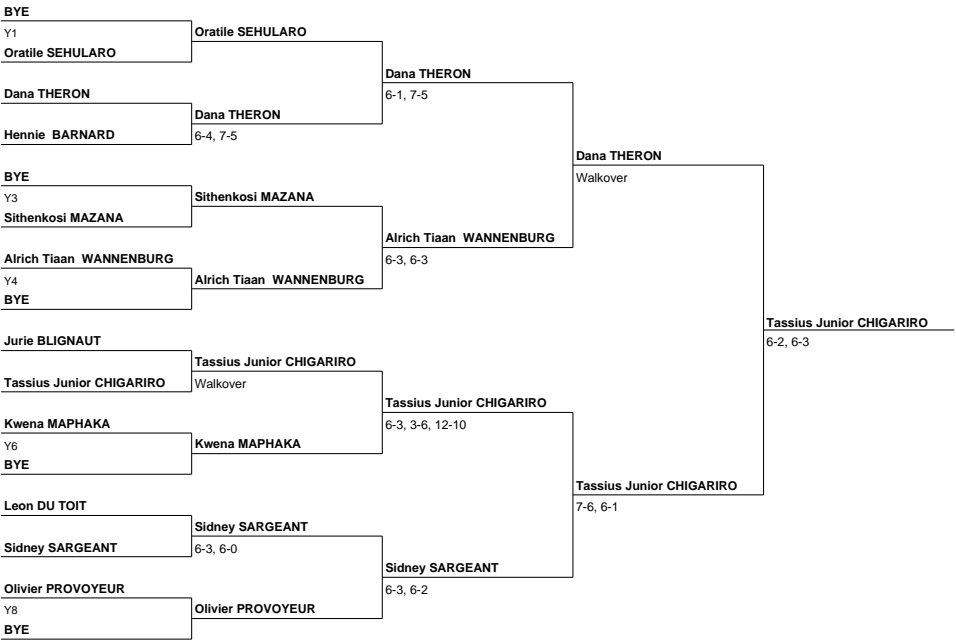 BYE
Y1
Oratile SEHULARO
Dana THERON
Hennie BARNARD
BYE
Y3
Sithenkosi MAZANA
Alrich Tiaan WANNENBURG
Y4
BYE
Jurie BLIGNAUT
Tassius Junior CHIGARIRO
Kwena MAPHAKA
Y6
BYE
Leon DU TOIT
Sidney SARGEANT
Olivier PROVOYEUR
Y8
BYE
Oratile SEHULARO
Dana THERON
6-4, 7-5
Sithenkosi MAZANA
Alrich Tiaan WANNENBURG
Tassius Junior CHIGARIRO
Walkover
Kwena MAPHAKA
Sidney SARGEANT
6-3, 6-0
Olivier PROVOYEUR
Dana THERON
6-1, 7-5
Alrich Tiaan WANNENBURG
6-3, 6-3
Tassius Junior CHIGARIRO
6-3, 3-6, 12-10
Sidney SARGEANT
6-3, 6-2
Dana THERON
Walkover
Tassius Junior CHIGARIRO
7-6, 6-1
Tassius Junior CHIGARIRO
6-2, 6-3